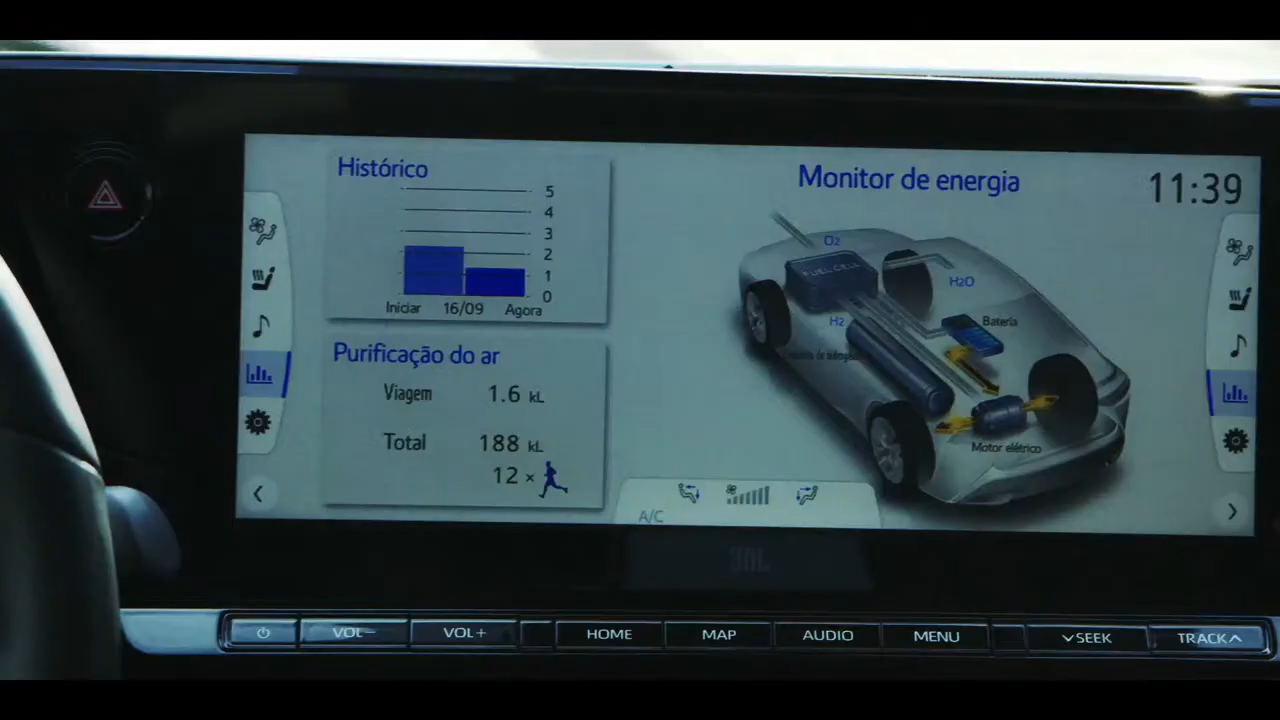 Histórico
5
4
3
2
1
0
Iniciar 16/09 Agora
Purificação do ar
Viagem 1.6 kL
Total 188 kL
12 ×
Monitor de energia
11:39
O2
FUEL CELL
H2O
H2
Bateria
Motor elétrico
A/C
JBL
VOL−
VOL+
HOME
MAP
AUDIO
MENU
SEEK
TRACK